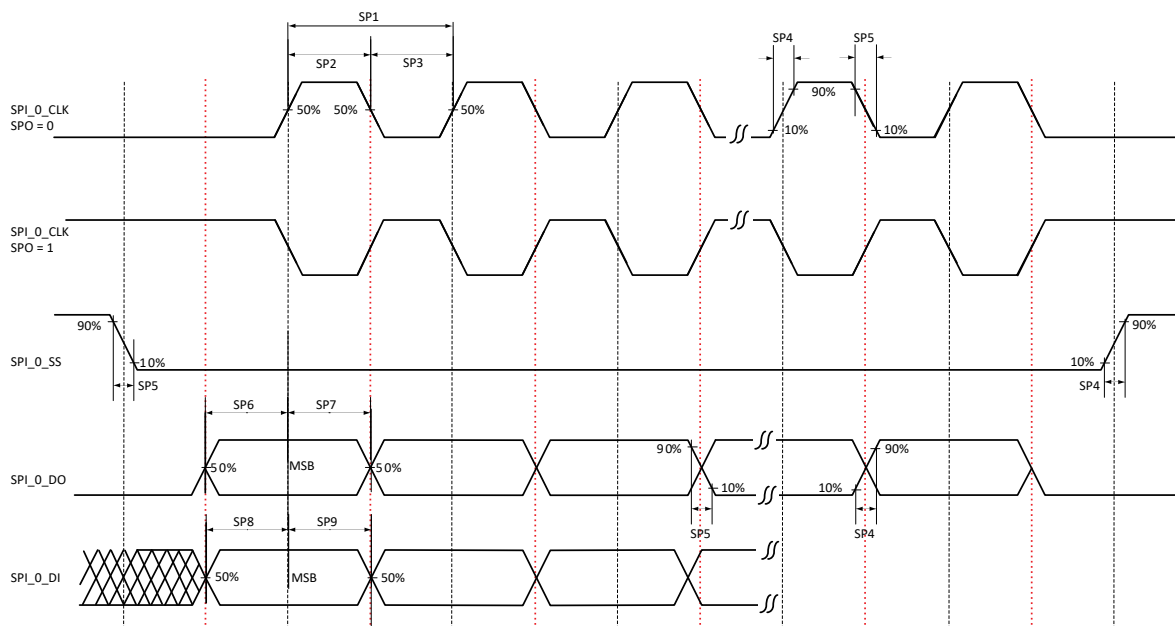 SP1
SP4 SP5
SP2 SP3
SPI_0_CLK
SPO = 0
50% 50% 50% 90%
10% 10%
SPI_0_CLK
SPO = 1
90% 90%
SPI_0_SS
10% 10%
SP5 SP4
SP6 SP7
90% 90%
SPI_0_DO
50% MSB 50%
10% 10%
SP5 SP4
SP8 SP9
SPI_0_DI
50% MSB 50%